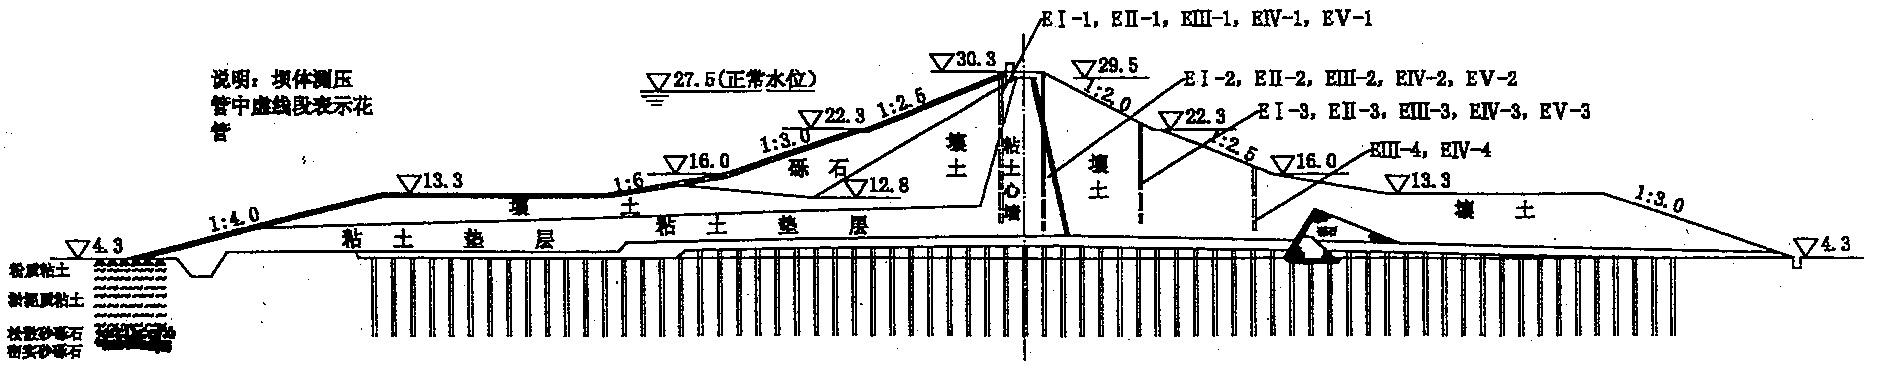 EⅠ-1, EⅡ-1, EⅢ-1, EⅣ-1, EⅤ-1
说明：坝体测压
管中虚线段表示花
管
27.5(正常水位)
30.3
29.5
EⅠ-2, EⅡ-2, EⅢ-2, EⅣ-2, EⅤ-2
EⅠ-3, EⅡ-3, EⅢ-3, EⅣ-3, EⅤ-3
EⅢ-4, EⅣ-4
1:2.5
1:2.0
22.3
22.3
1:3.0
1:2.5
16.0
16.0
砾石
壤土
粘土心墙
壤土
13.3
1:6
12.8
13.3
1:3.0
1:4.0
壤土
壤土
粘土垫层
粘土垫层
4.3
4.3
粉质粘土
淤泥质粘土
松散砂砾石
密实砂砾石